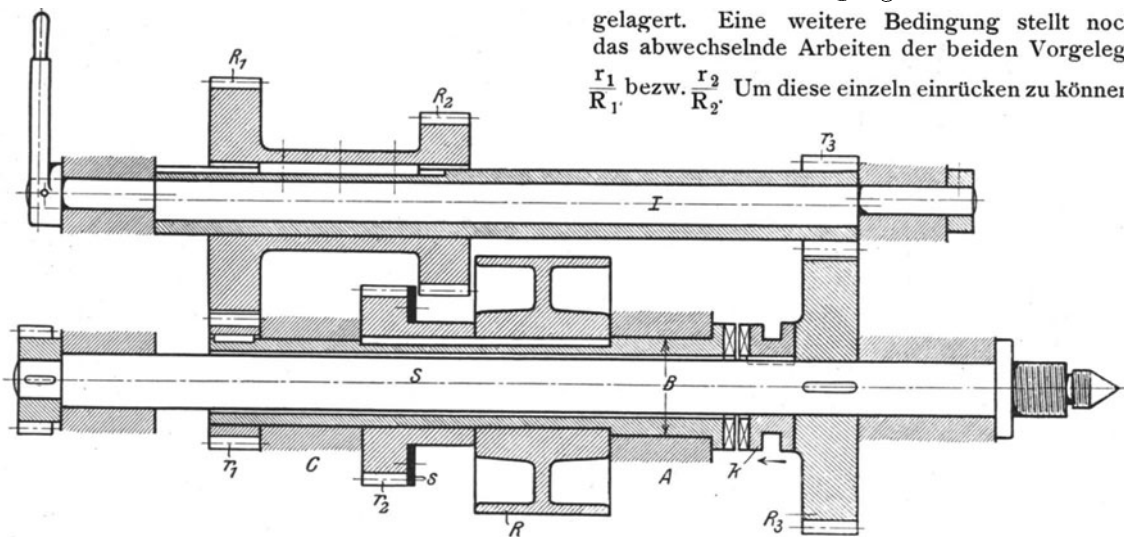 gelagert. Eine weitere Bedingung stellt noc
das abwechselnde Arbeiten der beiden Vorgeleg
r1/R1, bezw. r2/R2. Um diese einzeln einrücken zu können
R1
R2
r3
I
S
B
r1
C
r2
s
R
A
k
R3